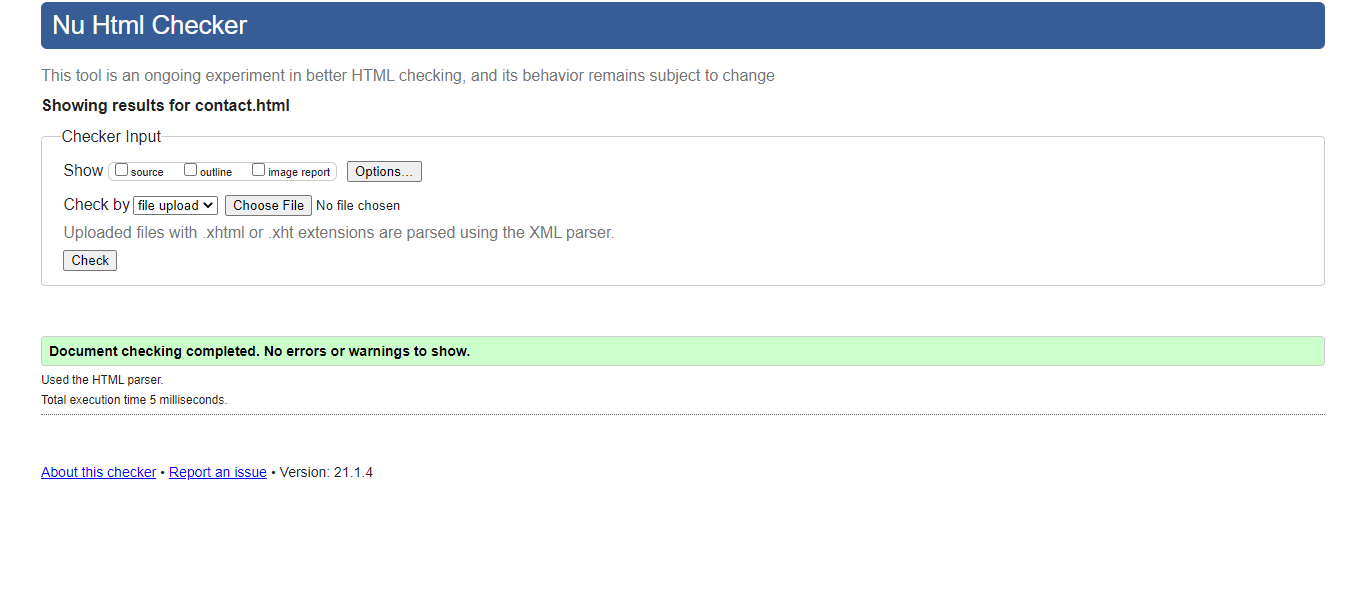 Nu Html Checker
This tool is an ongoing experiment in better HTML checking, and its behavior remains subject to change
Showing results for contact.html
Checker Input
Show source outline image report Options...
Check by file upload Choose File No file chosen
Uploaded files with .xhtml or .xht extensions are parsed using the XML parser.
Check
Document checking completed. No errors or warnings to show.
Used the HTML parser.
Total execution time 5 milliseconds.
About this checker • Report an issue • Version: 21.1.4